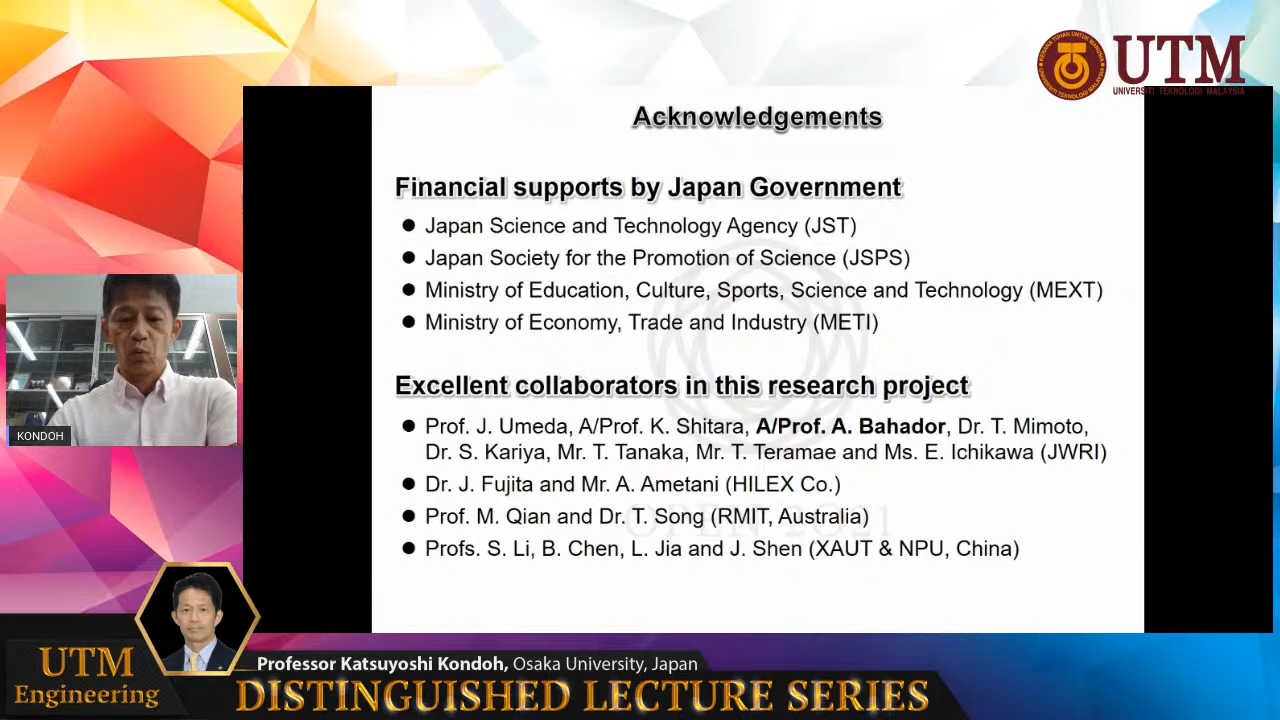 UTM
UNIVERSITI TEKNOLOGI MALAYSIA
Acknowledgements
Financial supports by Japan Government
● Japan Science and Technology Agency (JST)
● Japan Society for the Promotion of Science (JSPS)
● Ministry of Education, Culture, Sports, Science and Technology (MEXT)
● Ministry of Economy, Trade and Industry (METI)
Excellent collaborators in this research project
● Prof. J. Umeda, A/Prof. K. Shitara, A/Prof. A. Bahador, Dr. T. Mimoto,
Dr. S. Kariya, Mr. T. Tanaka, Mr. T. Teramae and Ms. E. Ichikawa (JWRI)
● Dr. J. Fujita and Mr. A. Ametani (HILEX Co.)
● Prof. M. Qian and Dr. T. Song (RMIT, Australia)
OPEN 2021
● Profs. S. Li, B. Chen, L. Jia and J. Shen (XAUT & NPU, China)
KONDOH
Professor Katsuyoshi Kondoh, Osaka University, Japan
UTM
Engineering
DISTINGUISHED LECTURE SERIES